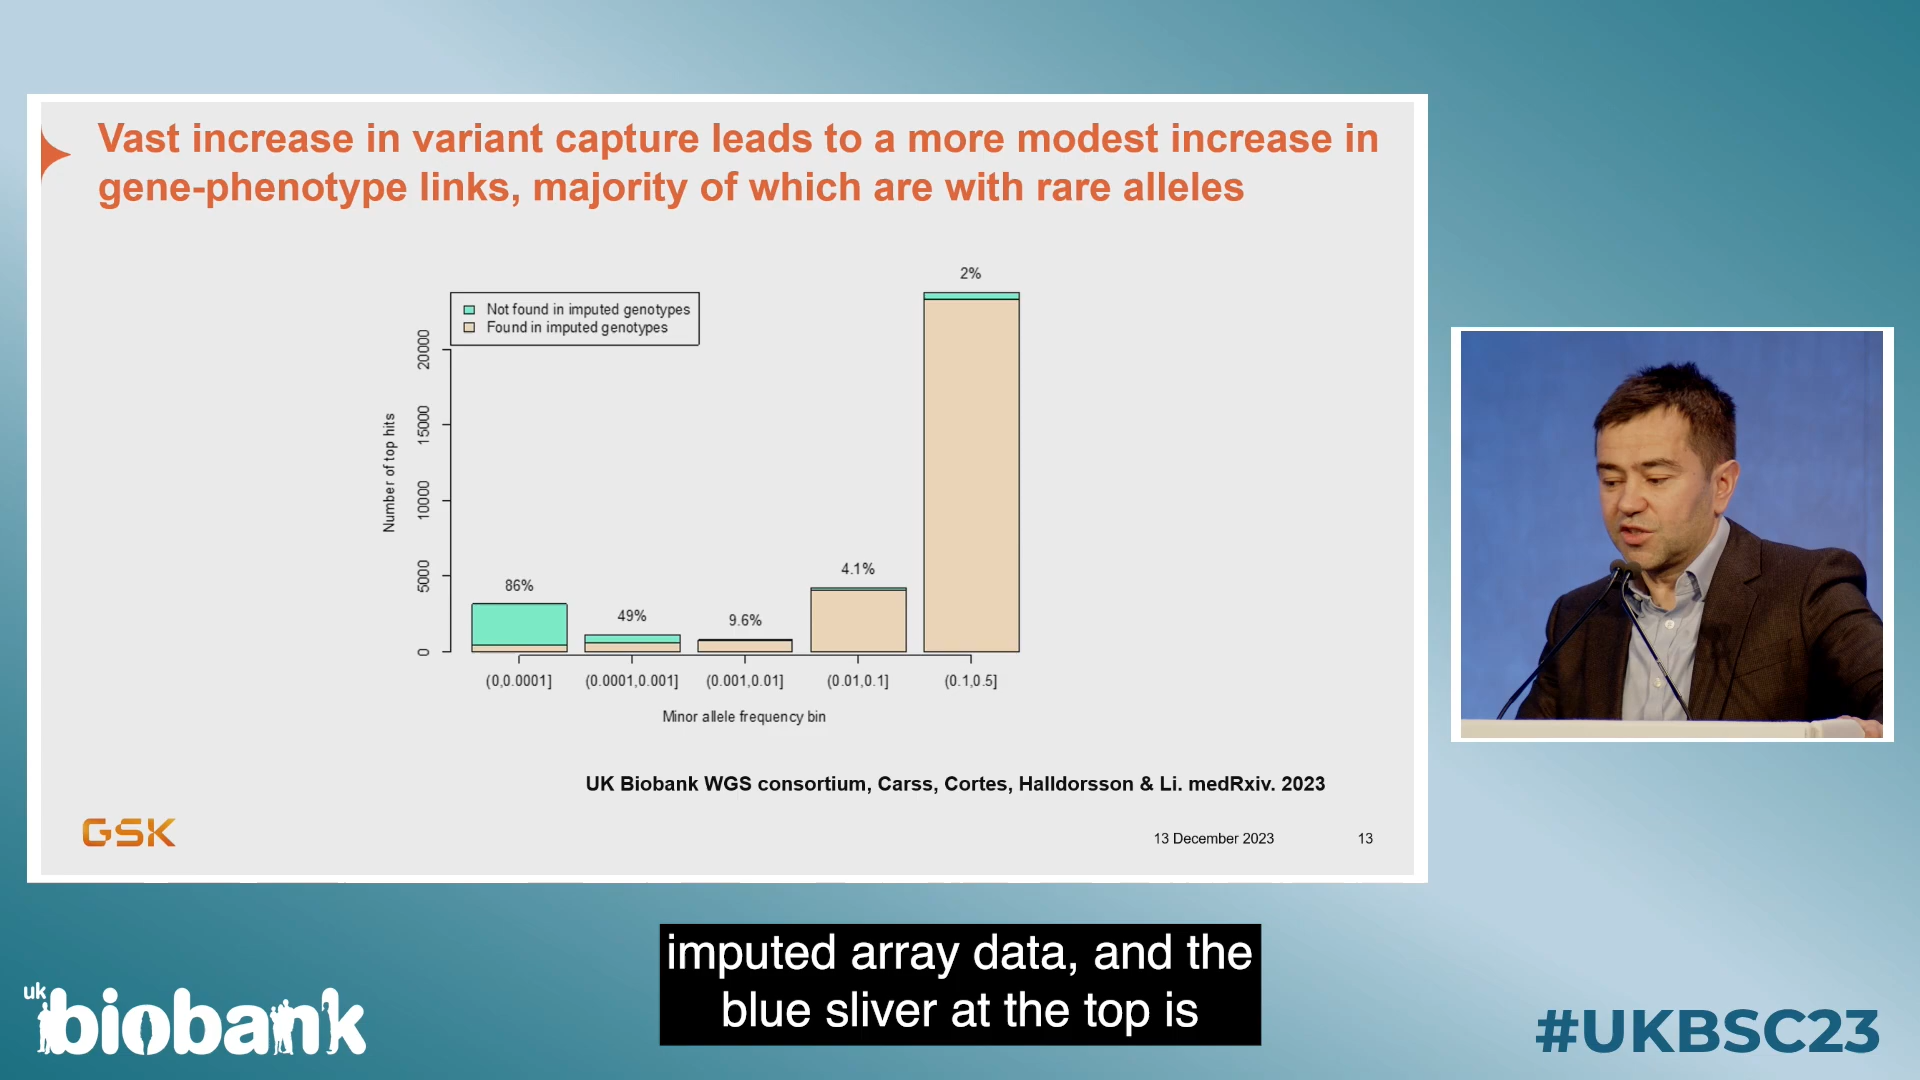 Vast increase in variant capture leads to a more modest increase in
gene-phenotype links, majority of which are with rare alleles
2%
Not found in imputed genotypes
Found in imputed genotypes
Number of top hits
20000
15000
10000
5000
0
86%
49%
9.6%
4.1%
(0,0.0001]
(0.0001,0.001]
(0.001,0.01]
(0.01,0.1]
(0.1,0.5]
Minor allele frequency bin
UK Biobank WGS consortium, Carss, Cortes, Halldorsson & Li. medRxiv. 2023
GSK
13 December 2023
13
imputed array data, and the
blue sliver at the top is
uk
biobank
#UKBSC23